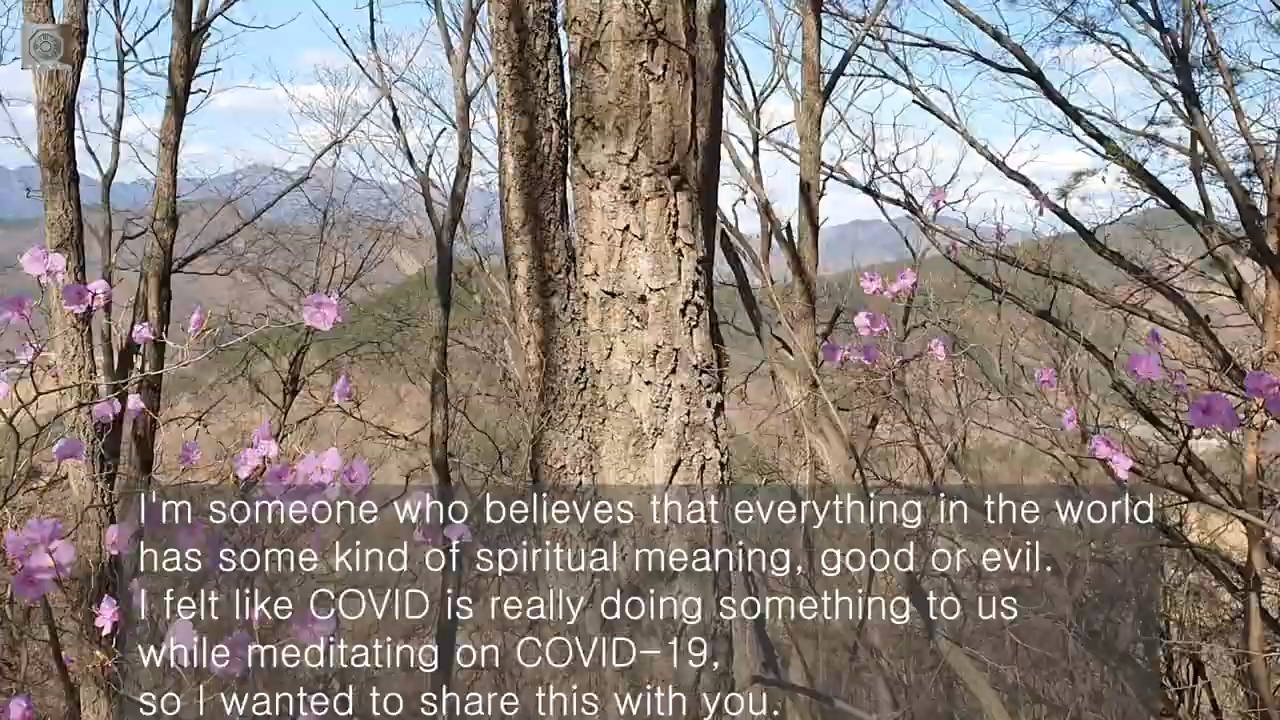 I'm someone who believes that everything in the world
has some kind of spiritual meaning, good or evil.
I felt like COVID is really doing something to us
while meditating on COVID-19,
so I wanted to share this with you.